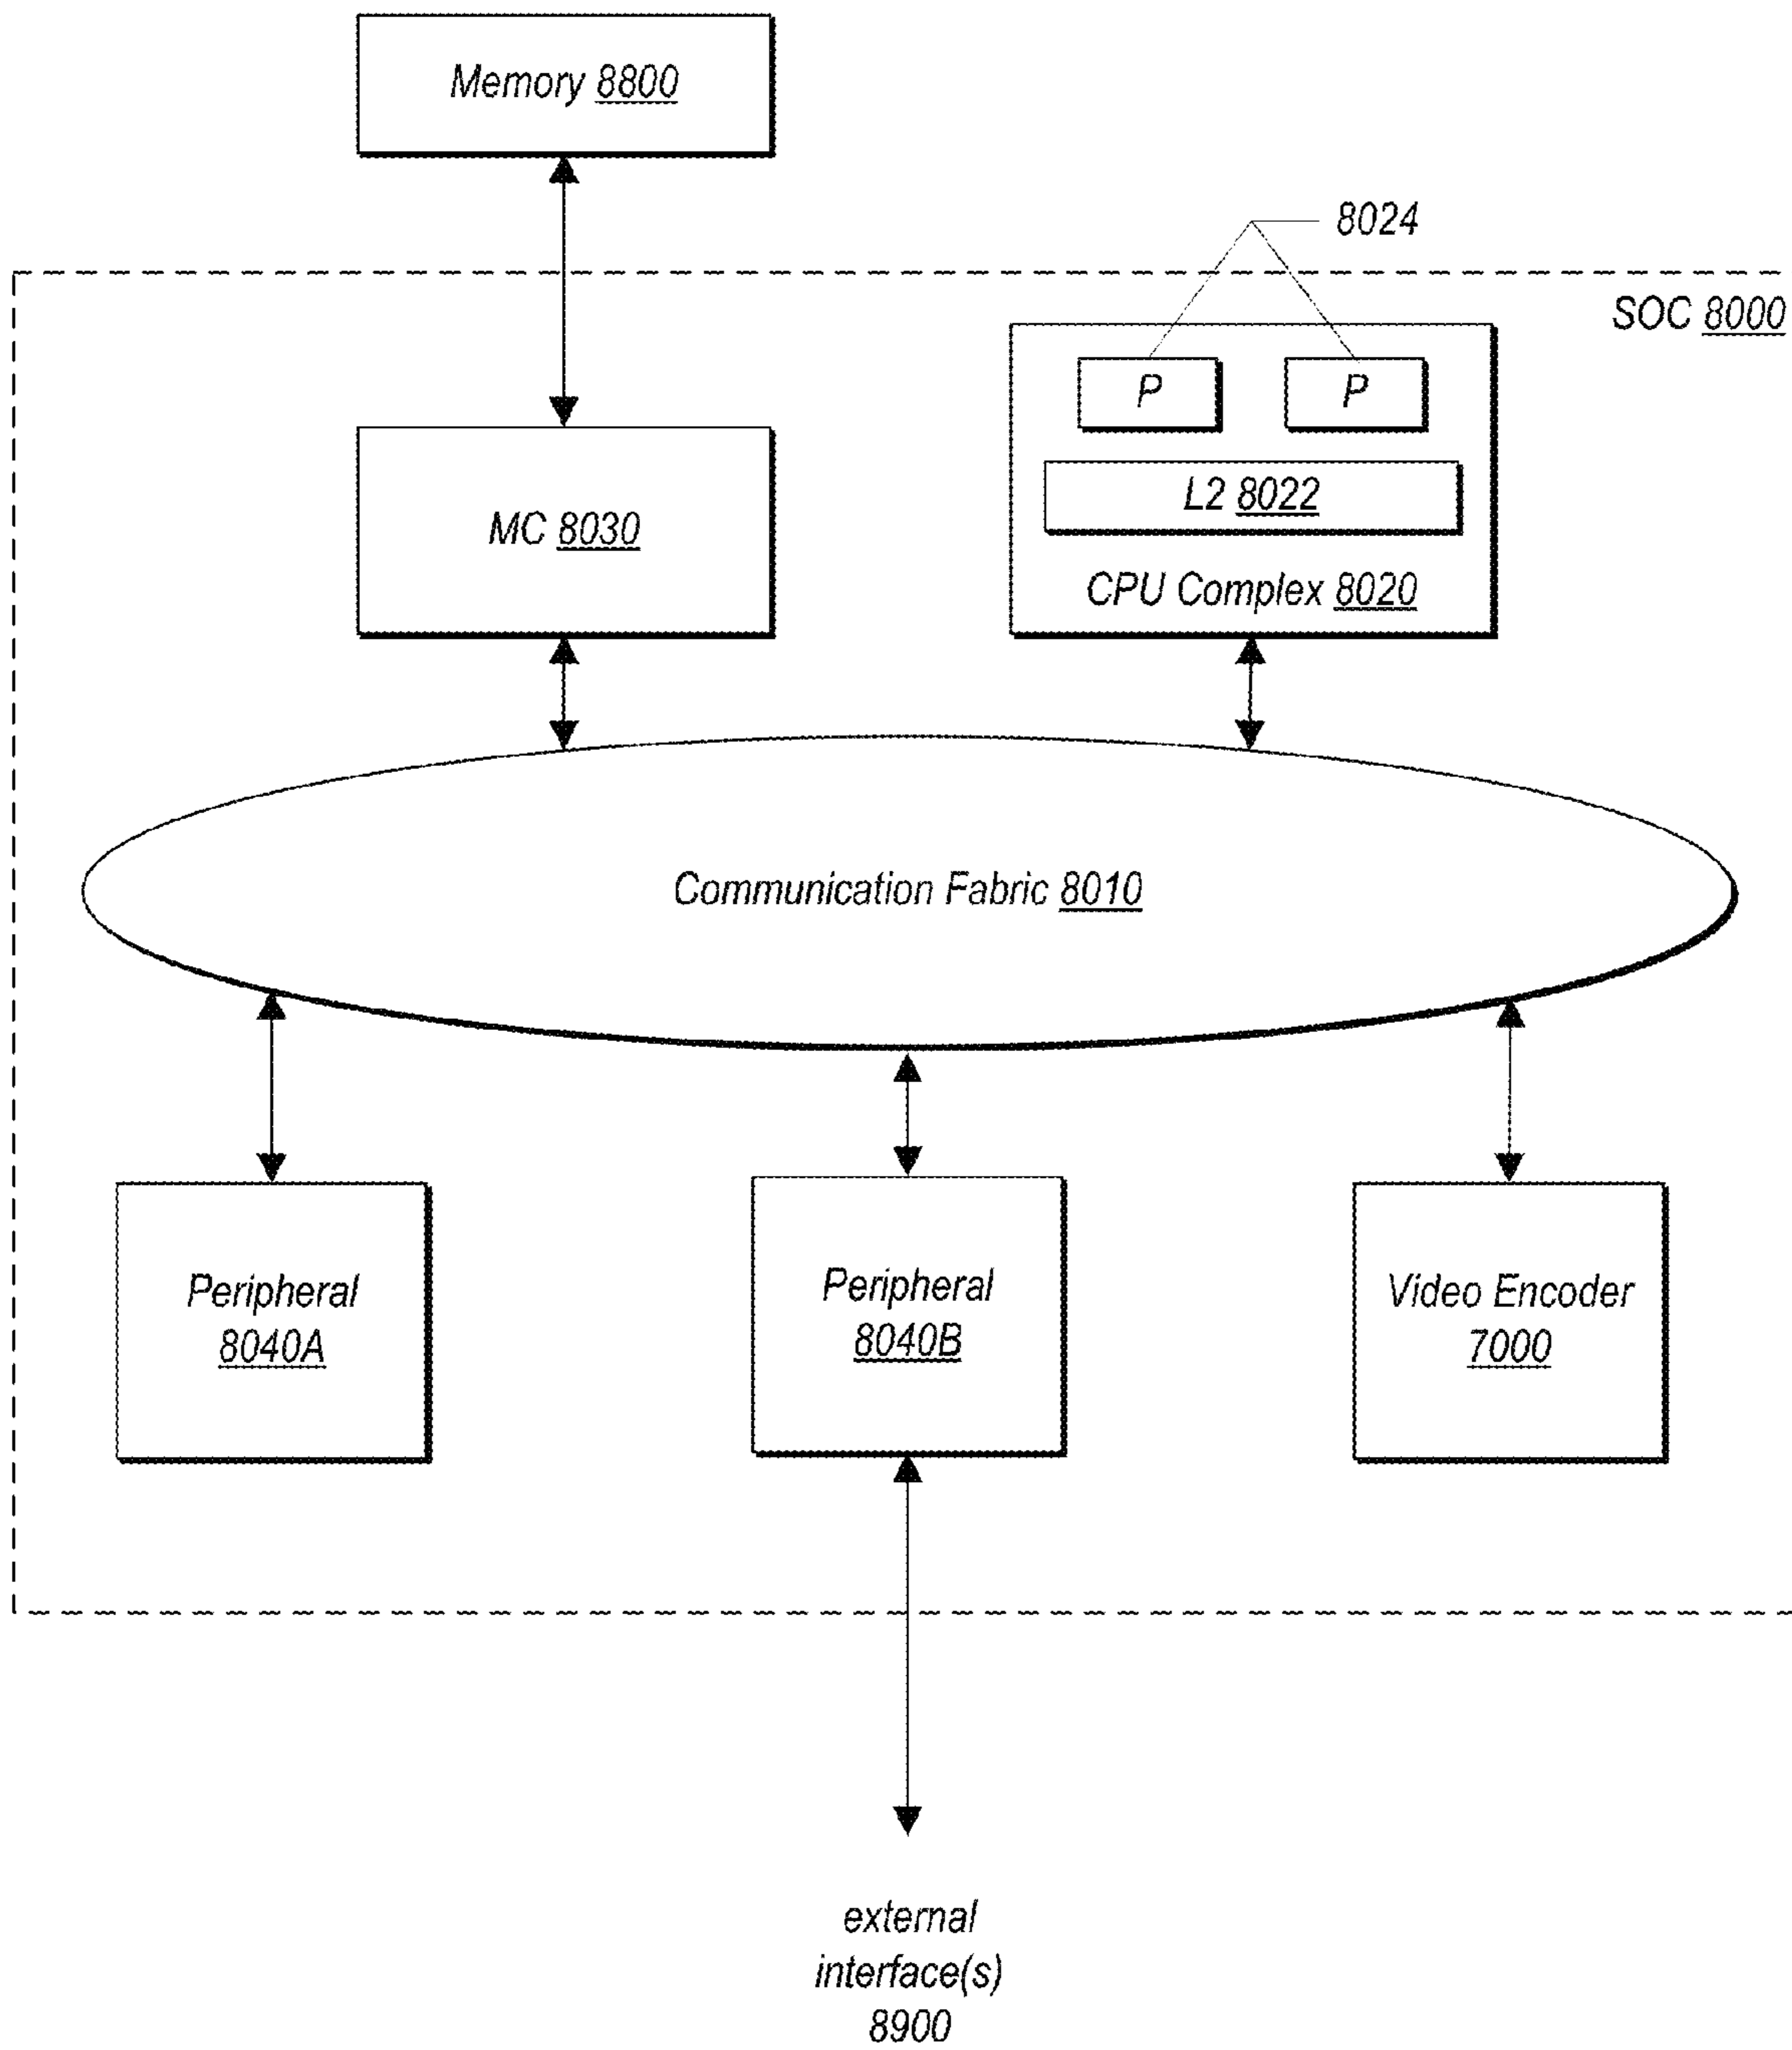 Memory 8800
8024
SOC 8000
P
P
L2 8022
MC 8030
CPU Complex 8020
Communication Fabric 8010
Peripheral
8040A
Peripheral
8040B
Video Encoder
7000
external
interface(s)
8900